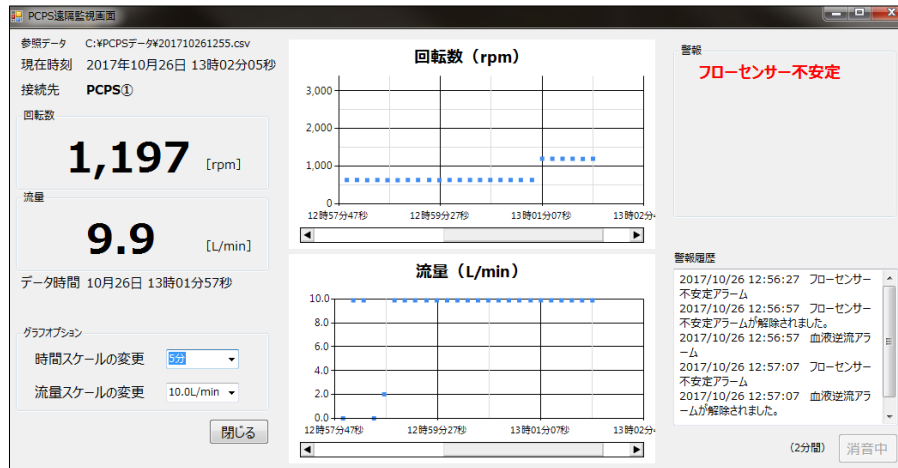 PCPS遠隔監視画面
参照データ C:¥PCPSデータ¥201710261255.csv
現在時刻 2017年10月26日 13時02分05秒
接続先 PCPS①
回転数
1,197 [rpm]
流量
9.9 [L/min]
データ時間 10月26日 13時01分57秒
グラフオプション
時間スケールの変更 5分
流量スケールの変更 10.0L/min
閉じる
回転数（rpm）
3,000
2,000
1,000
0
12時57分47秒 12時59分27秒 13時01分07秒 13時02分
流量（L/min）
10.0
8.0
6.0
4.0
2.0
0.0
12時57分47秒 12時59分27秒 13時01分07秒 13時02分
警報
フローセンサー不安定
警報履歴
2017/10/26 12:56:27 フローセンサー
不安定アラーム
2017/10/26 12:56:57 フローセンサー
不安定アラームが解除されました。
2017/10/26 12:56:57 血液逆流アラ
ーム
2017/10/26 12:57:07 フローセンサー
不安定アラーム
2017/10/26 12:57:07 血液逆流アラ
ームが解除されました。
(2分間) 消音中